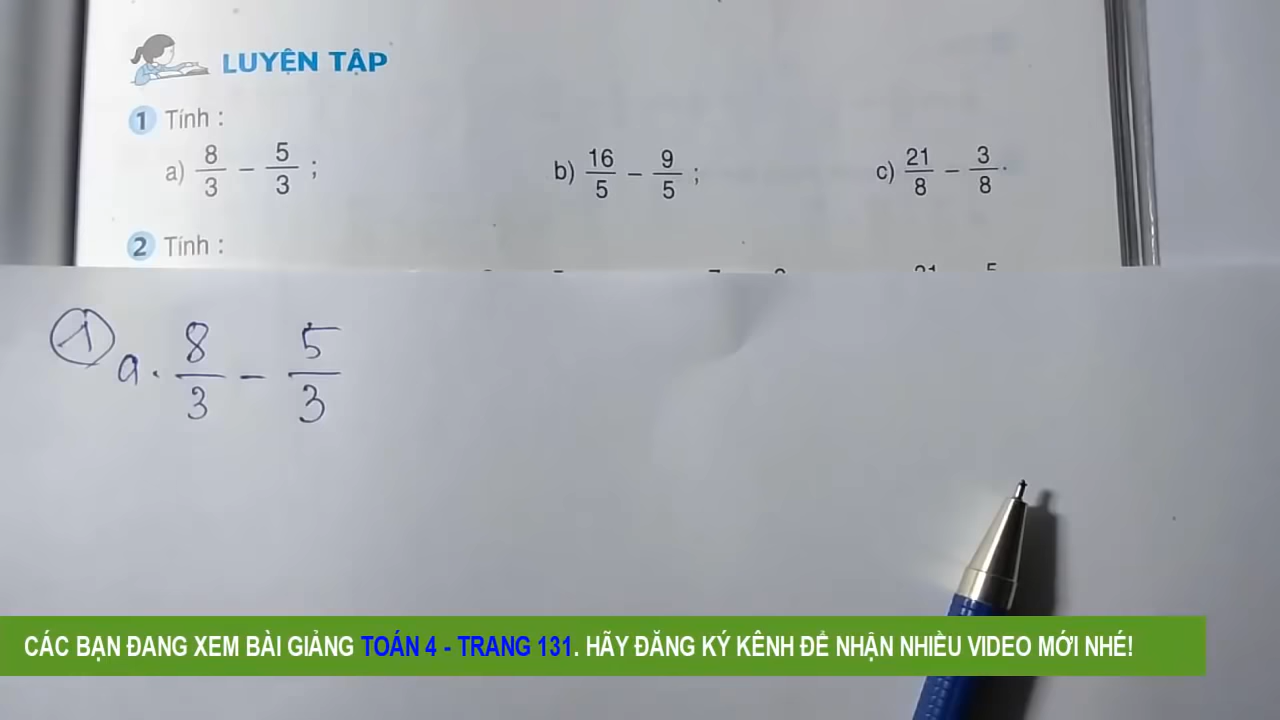 LUYỆN TẬP
1 Tính :
a) 8/3 − 5/3 ; b) 16/5 − 9/5 ; c) 21/8 − 3/8 .
2 Tính :
1 a. 8/3 − 5/3
CÁC BẠN ĐANG XEM BÀI GIẢNG TOÁN 4 - TRANG 131. HÃY ĐĂNG KÝ KÊNH ĐỂ NHẬN NHIỀU VIDEO MỚI NHÉ!